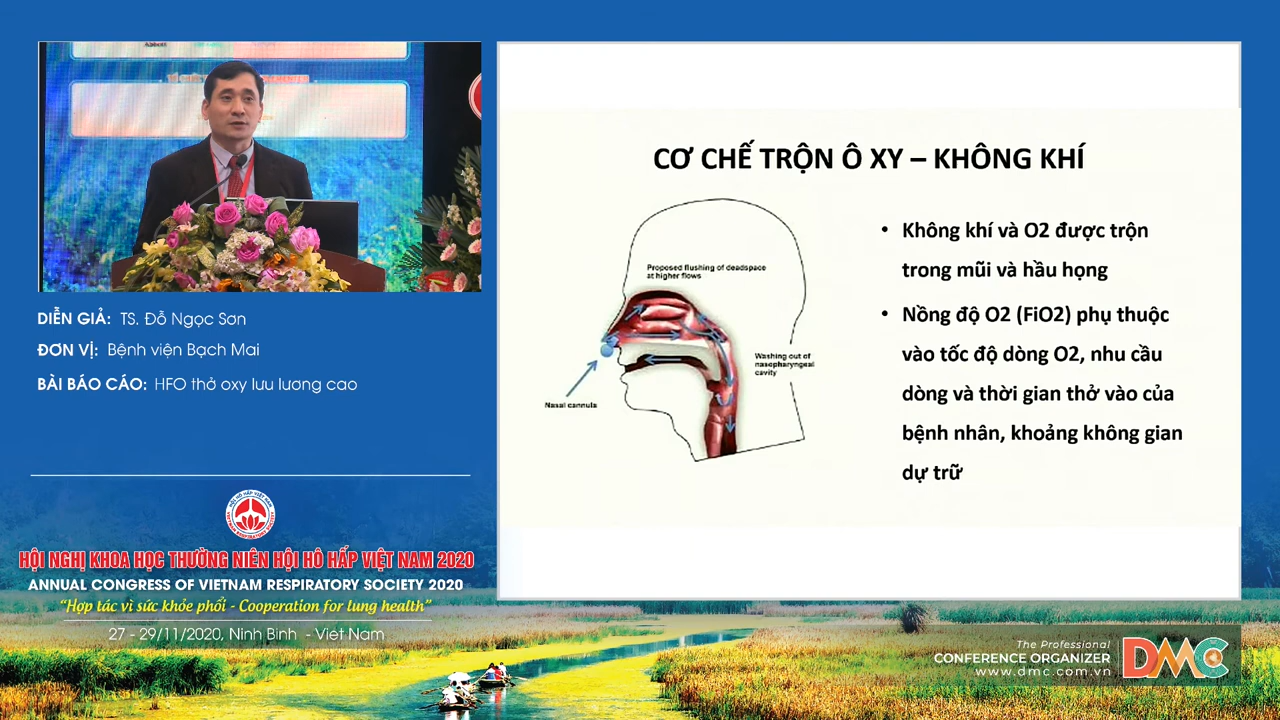 Abbott
DIỄN GIẢ: TS. Đỗ Ngọc Sơn
ĐƠN VỊ: Bệnh viện Bạch Mai
BÀI BÁO CÁO: HFO thở oxy lưu lượng cao
HỘI NGHỊ KHOA HỌC THƯỜNG NIÊN HỘI HÔ HẤP VIỆT NAM 2020
ANNUAL CONGRESS OF VIETNAM RESPIRATORY SOCIETY 2020
“Hợp tác vì sức khỏe phổi - Cooperation for lung health”
27 - 29/11/2020, Ninh Binh - Viet Nam
CƠ CHẾ TRỘN Ô XY – KHÔNG KHÍ
Proposed flushing of deadspace
at higher flows
Washing out of
nasopharyngeal
cavity
Nasal cannula
• Không khí và O2 được trộn
trong mũi và hầu họng
• Nồng độ O2 (FiO2) phụ thuộc
vào tốc độ dòng O2, nhu cầu
dòng và thời gian thở vào của
bệnh nhân, khoảng không gian
dự trữ
The Professional
CONFERENCE ORGANIZER
www.dmc.com.vn
DMC